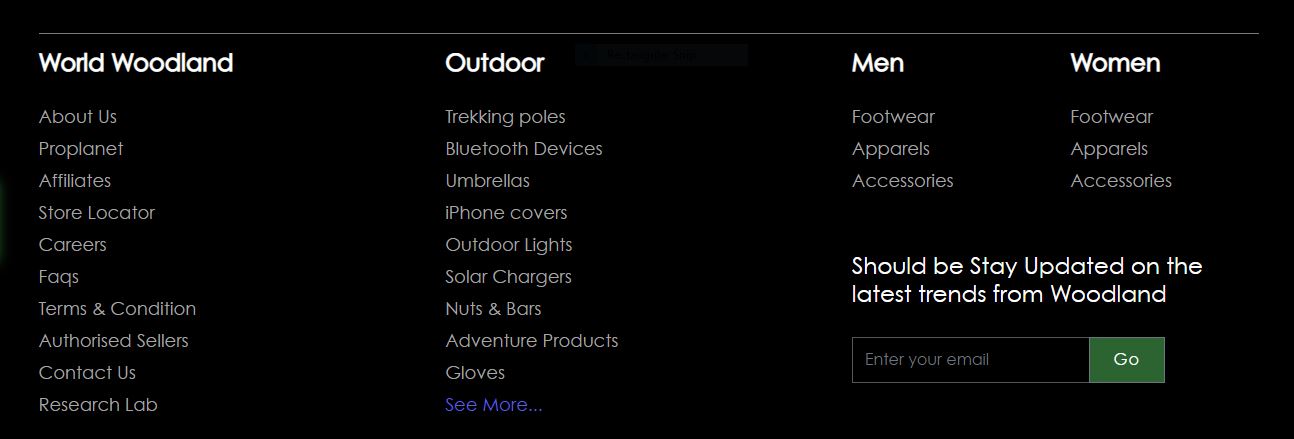 World Woodland
About Us
Proplanet
Affiliates
Store Locator
Careers
Faqs
Terms & Condition
Authorised Sellers
Contact Us
Research Lab
Outdoor
Trekking poles
Bluetooth Devices
Umbrellas
iPhone covers
Outdoor Lights
Solar Chargers
Nuts & Bars
Adventure Products
Gloves
See More...
Men
Footwear
Apparels
Accessories
Women
Footwear
Apparels
Accessories
Should be Stay Updated on the
latest trends from Woodland
Enter your email
Go